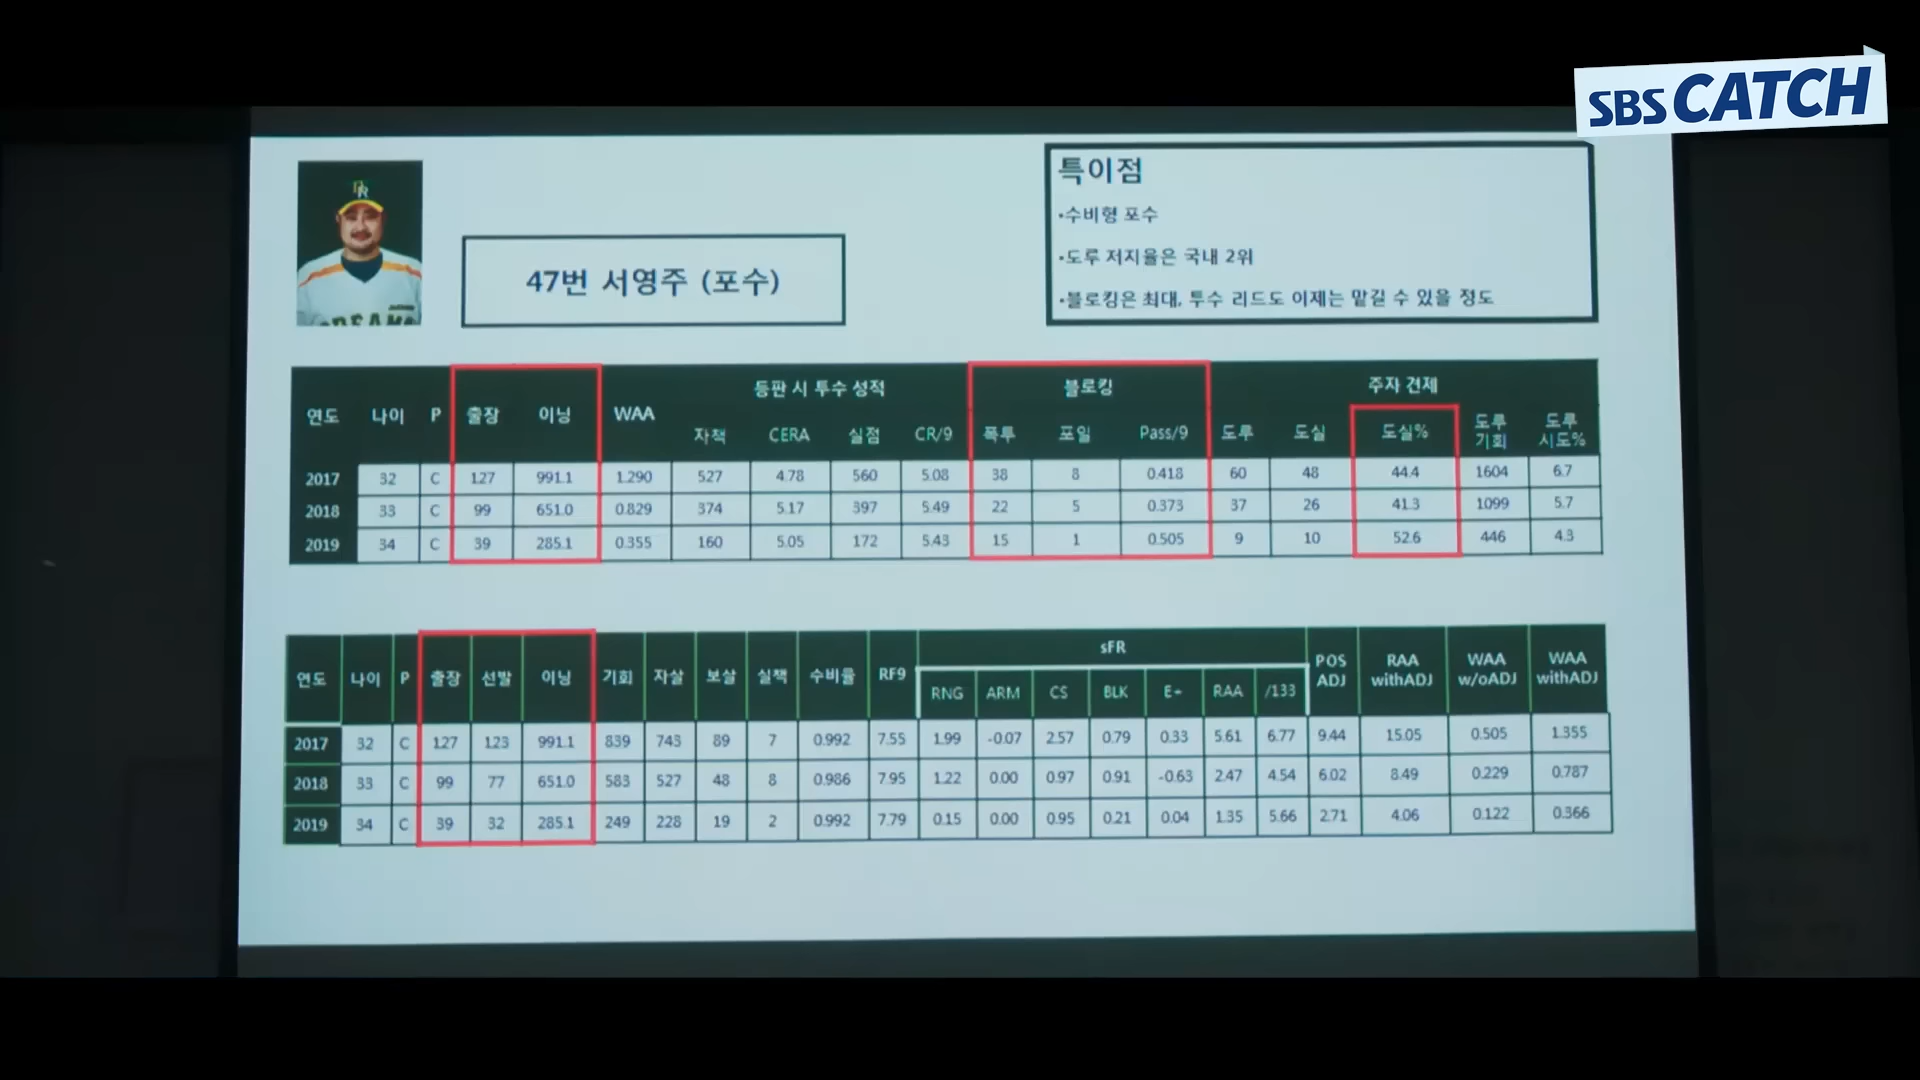 SBS CATCH
특이점
•수비형 포수
•도루 저지율은 국내 2위
•블로킹은 최대, 투수 리드도 이제는 맡길 수 있을 정도
47번 서영주 (포수)
연도 나이 P 출장 이닝 WAA 등판 시 투수 성적 블로킹 주자 견제
자책 CERA 실점 CR/9 폭투 포일 Pass/9 도루 도실 도실% 도루 기회 도루 시도%
2017 32 C 127 991.1 1.290 527 4.78 560 5.08 38 8 0.418 60 48 44.4 1604 6.7
2018 33 C 99 651.0 0.829 374 5.17 397 5.49 22 5 0.373 37 26 41.3 1099 5.7
2019 34 C 39 285.1 0.355 160 5.05 172 5.43 15 1 0.505 9 10 52.6 446 4.3
연도 나이 P 출장 선발 이닝 기회 자살 보살 실책 수비율 RF9 sFR POS ADJ RAA withADJ WAA w/oADJ WAA withADJ
RNG ARM CS BLK E+ RAA /133
2017 32 C 127 123 991.1 839 743 89 7 0.992 7.55 1.99 -0.07 2.57 0.79 0.33 5.61 6.77 9.44 15.05 0.505 1.355
2018 33 C 99 77 651.0 583 527 48 8 0.986 7.95 1.22 0.00 0.97 0.91 -0.63 2.47 4.54 6.02 8.49 0.229 0.787
2019 34 C 39 32 285.1 249 228 19 2 0.992 7.79 0.15 0.00 0.95 0.21 0.04 1.35 5.66 2.71 4.06 0.122 0.366